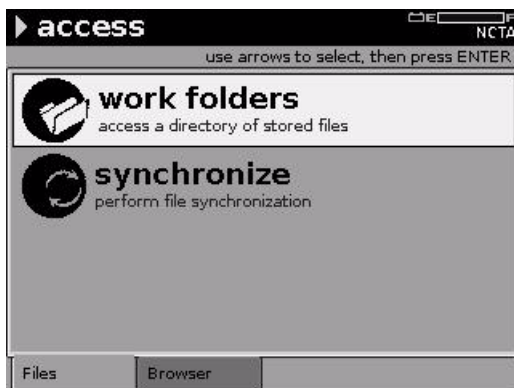 access
E F
NCTA
use arrows to select, then press ENTER
work folders
access a directory of stored files
synchronize
perform file synchronization
Files Browser